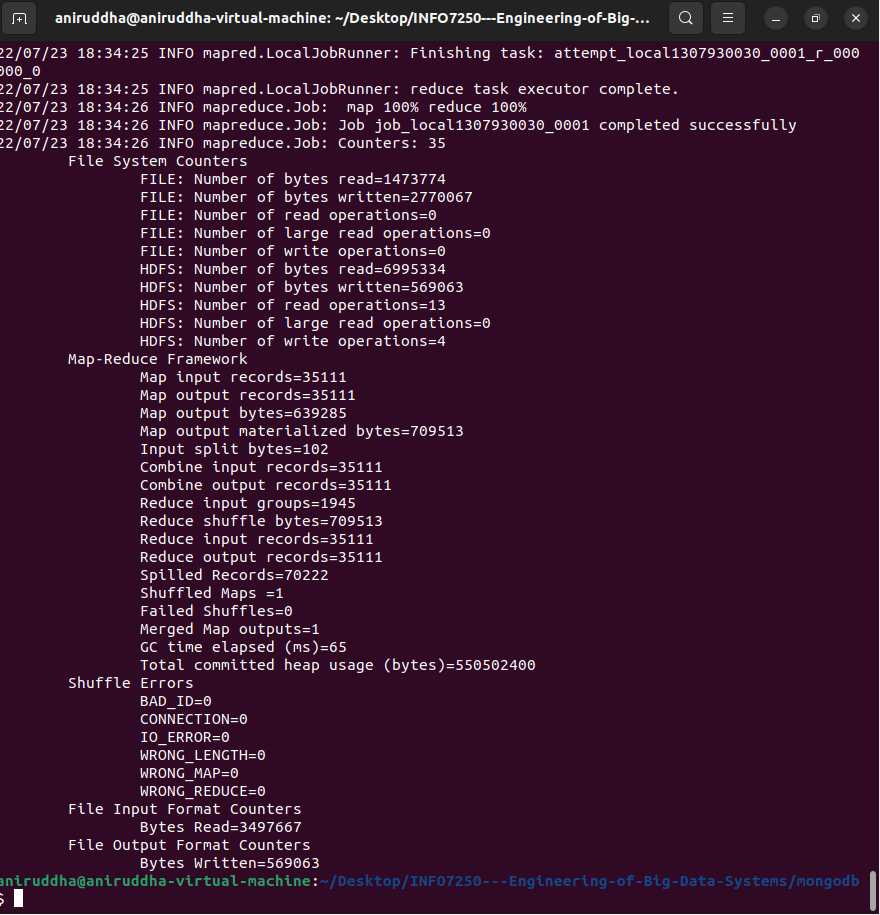 aniruddha@aniruddha-virtual-machine: ~/Desktop/INFO7250---Engineering-of-Big-...
22/07/23 18:34:25 INFO mapred.LocalJobRunner: Finishing task: attempt_local1307930030_0001_r_000
000_0
22/07/23 18:34:25 INFO mapred.LocalJobRunner: reduce task executor complete.
22/07/23 18:34:26 INFO mapreduce.Job:  map 100% reduce 100%
22/07/23 18:34:26 INFO mapreduce.Job: Job job_local1307930030_0001 completed successfully
22/07/23 18:34:26 INFO mapreduce.Job: Counters: 35
File System Counters
FILE: Number of bytes read=1473774
FILE: Number of bytes written=2770067
FILE: Number of read operations=0
FILE: Number of large read operations=0
FILE: Number of write operations=0
HDFS: Number of bytes read=6995334
HDFS: Number of bytes written=569063
HDFS: Number of read operations=13
HDFS: Number of large read operations=0
HDFS: Number of write operations=4
Map-Reduce Framework
Map input records=35111
Map output records=35111
Map output bytes=639285
Map output materialized bytes=709513
Input split bytes=102
Combine input records=35111
Combine output records=35111
Reduce input groups=1945
Reduce shuffle bytes=709513
Reduce input records=35111
Reduce output records=35111
Spilled Records=70222
Shuffled Maps =1
Failed Shuffles=0
Merged Map outputs=1
GC time elapsed (ms)=65
Total committed heap usage (bytes)=550502400
Shuffle Errors
BAD_ID=0
CONNECTION=0
IO_ERROR=0
WRONG_LENGTH=0
WRONG_MAP=0
WRONG_REDUCE=0
File Input Format Counters
Bytes Read=3497667
File Output Format Counters
Bytes Written=569063
aniruddha@aniruddha-virtual-machine:~/Desktop/INFO7250---Engineering-of-Big-Data-Systems/mongodb
$